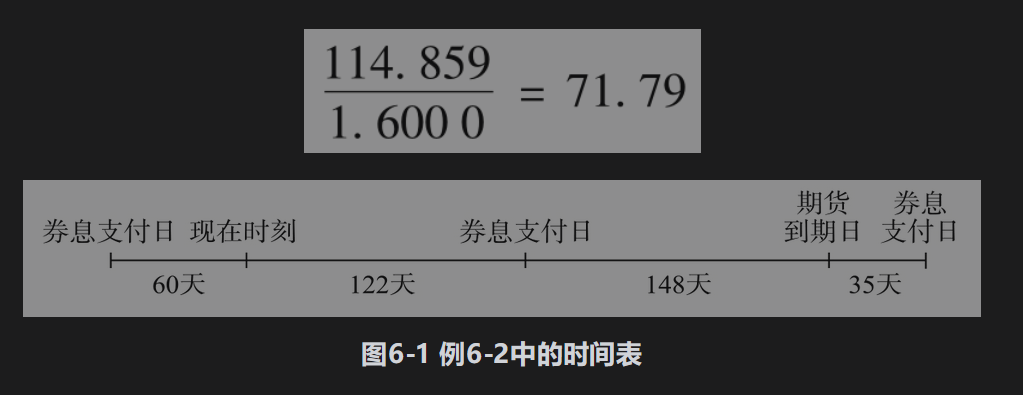 114. 859
1. 600 0
= 71. 79
券息支付日 现在时刻 券息支付日 期货到期日 券息支付日
60天 122天 148天 35天
图6-1 例6-2中的时间表